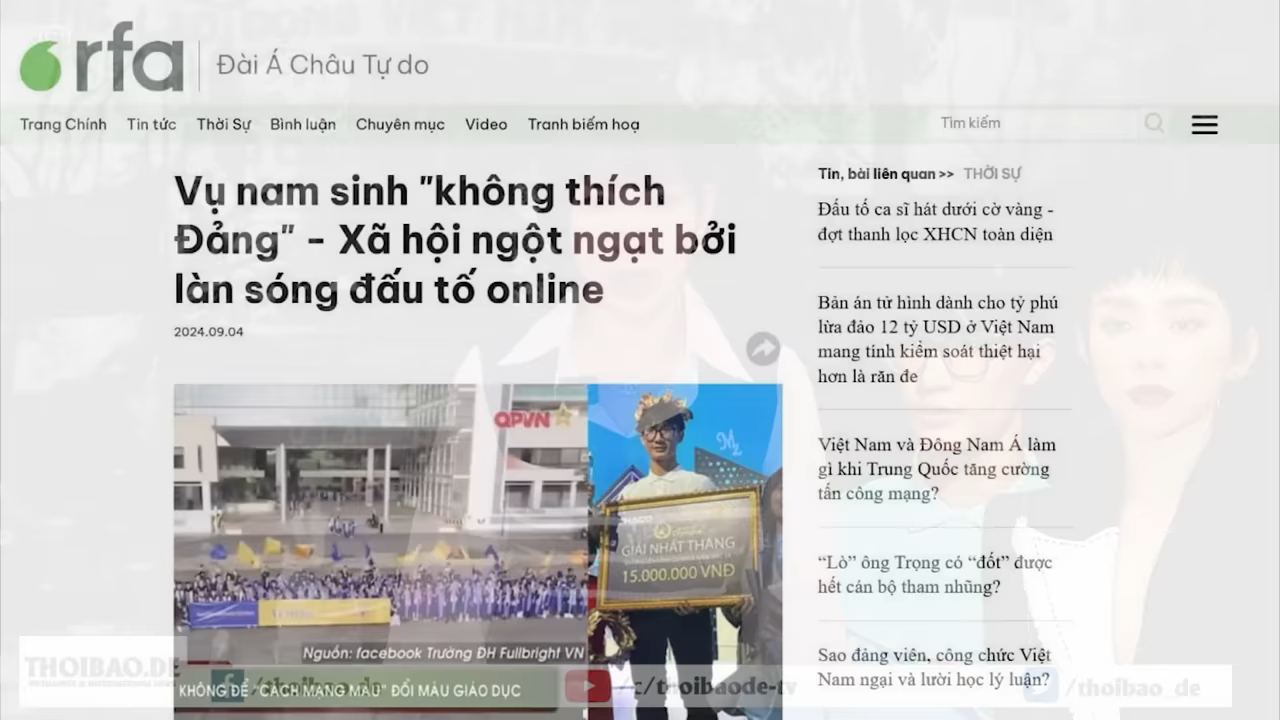 rfa
Đài Á Châu Tự do
Trang Chính Tin tức Thời Sự Bình luận Chuyên mục Video Tranh biếm hoạ
Tìm kiếm
Vụ nam sinh "không thích
Đảng" - Xã hội ngột ngạt bởi
làn sóng đấu tố online
2024.09.04
QPVN
GIẢI NHẤT THÁNG
15.000.000 VNĐ
Nguồn: facebook Trường ĐH Fullbright VN
KHÔNG ĐỂ "CÁCH MẠNG MÀU" ĐỔI MÀU GIÁO DỤC
Tin, bài liên quan >> THỜI SỰ
Đấu tố ca sĩ hát dưới cờ vàng -
đợt thanh lọc XHCN toàn diện
Bản án tử hình dành cho tỷ phú
lừa đảo 12 tỷ USD ở Việt Nam
mang tính kiểm soát thiệt hại
hơn là răn đe
Việt Nam và Đông Nam Á làm
gì khi Trung Quốc tăng cường
tấn công mạng?
“Lò” ông Trọng có “đốt” được
hết cán bộ tham nhũng?
Sao đảng viên, công chức Việt
Nam ngại và lười học lý luận?
THOIBAO.DE
/thoibao.de
/c/thoibaode-tv
/thoibao_de